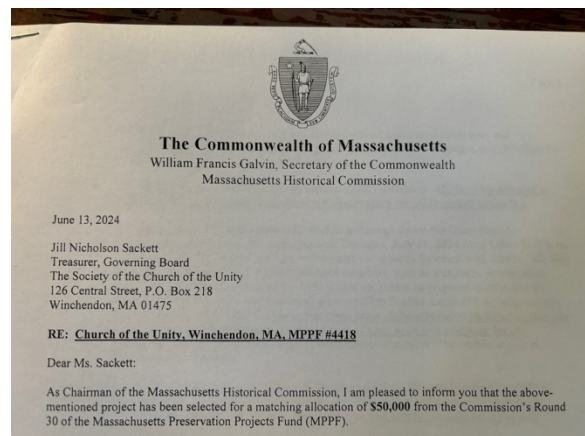 The Commonwealth of Massachusetts
William Francis Galvin, Secretary of the Commonwealth
Massachusetts Historical Commission
June 13, 2024
Jill Nicholson Sackett
Treasurer, Governing Board
The Society of the Church of the Unity
126 Central Street, P.O. Box 218
Winchendon, MA 01475
RE: Church of the Unity, Winchendon, MA, MPPF #4418
Dear Ms. Sackett:
As Chairman of the Massachusetts Historical Commission, I am pleased to inform you that the above-
mentioned project has been selected for a matching allocation of $50,000 from the Commission's Round
30 of the Massachusetts Preservation Projects Fund (MPPF).